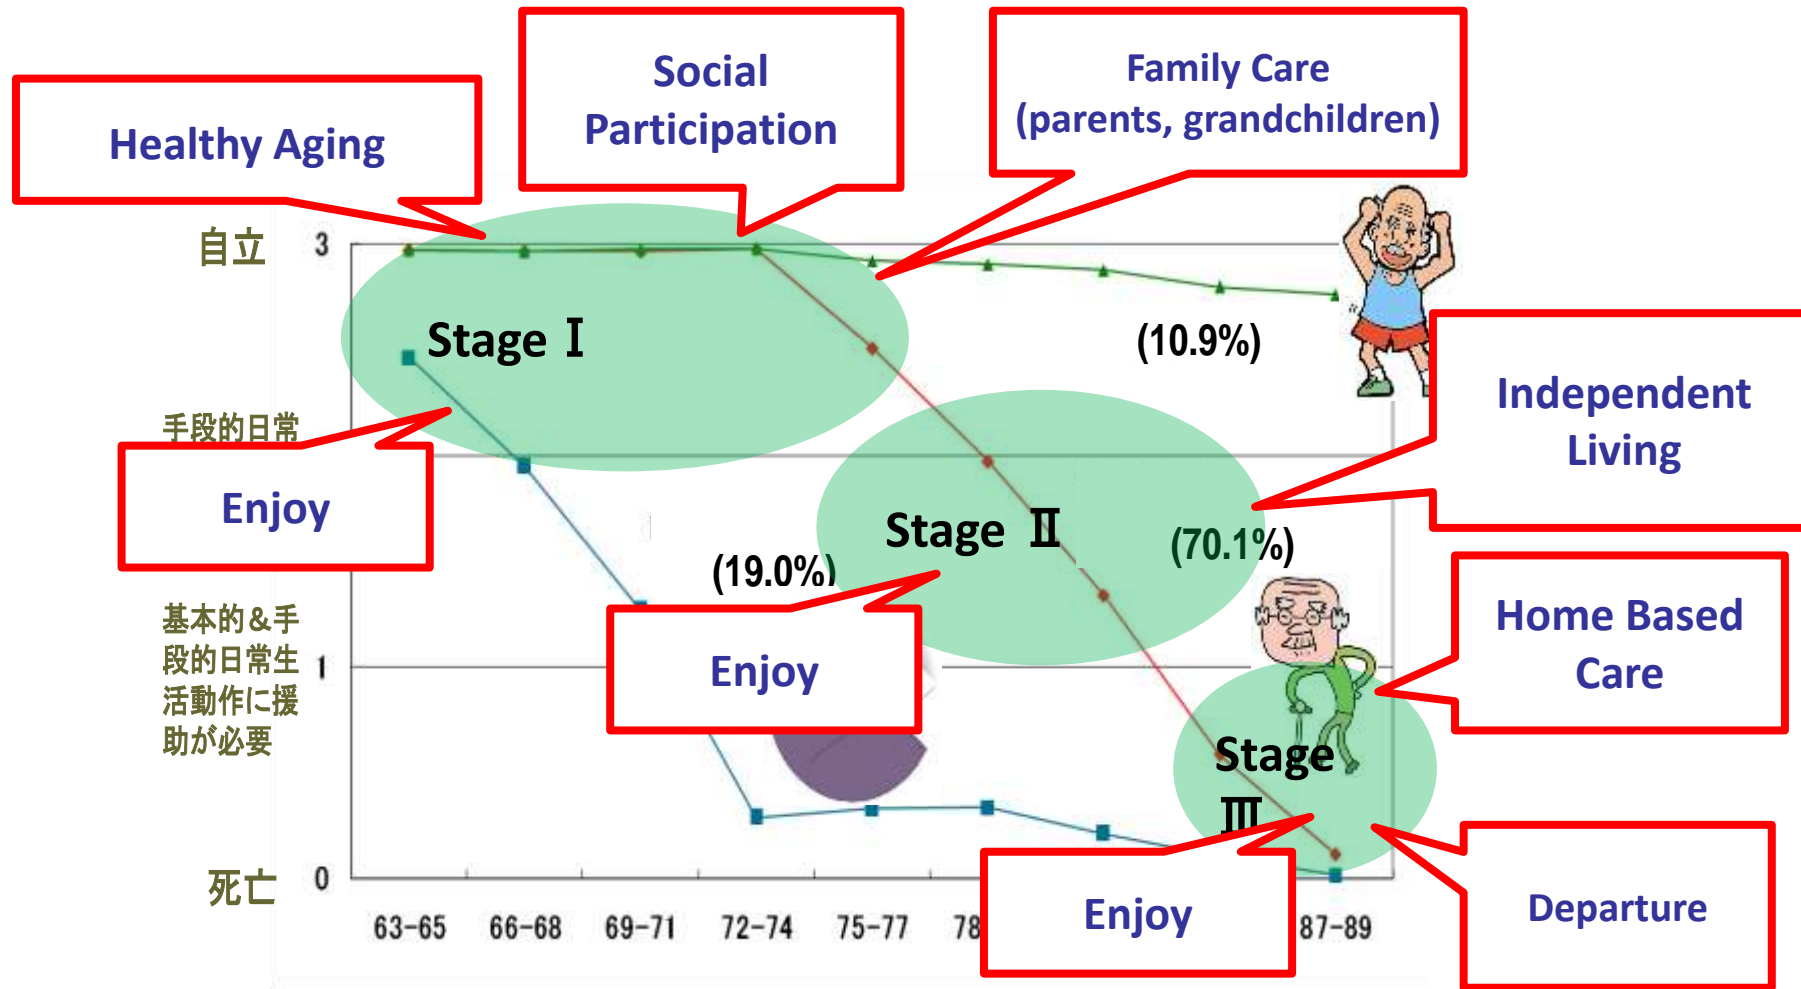 Social
Participation
Family Care
(parents, grandchildren)
Healthy Aging
自立
3
Stage Ⅰ
(10.9%)
Independent
Living
手段的日常
Enjoy
Stage Ⅱ
(70.1%)
(19.0%)
基本的&手
段的日常生
活動作に援
助が必要
1
Enjoy
Home Based
Care
Stage
Ⅲ
死亡
0
Enjoy
Departure
63-65 66-68 69-71 72-74 75-77 78 87-89